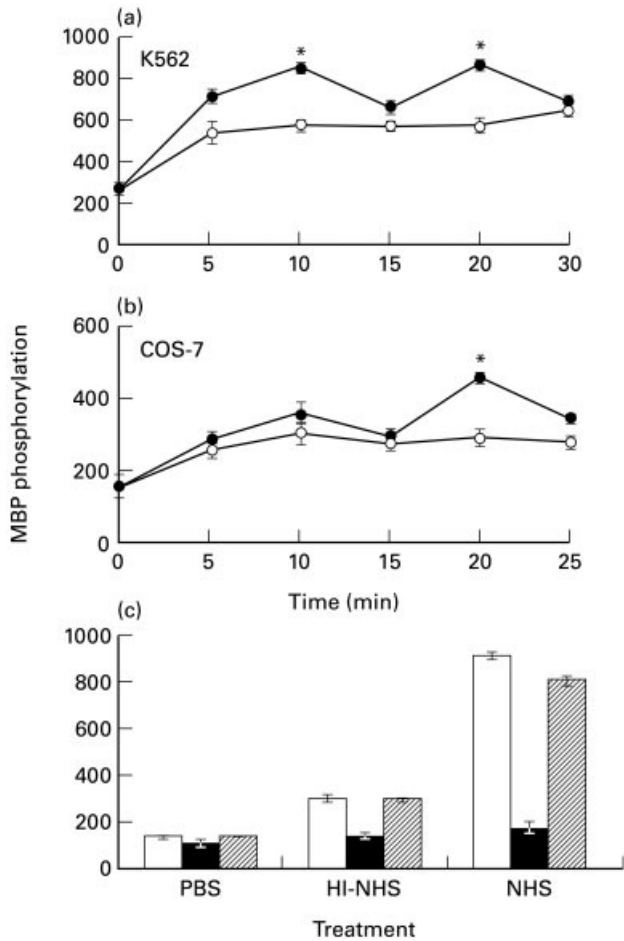 (a)
K562
*
*
1000
800
600
400
200
0
0 5 10 15 20 30
(b)
COS-7
*
600
400
200
0
0 5 10 15 20 25
MBP phosphorylation
Time (min)
(c)
1000
800
600
400
200
0
PBS HI-NHS NHS
Treatment